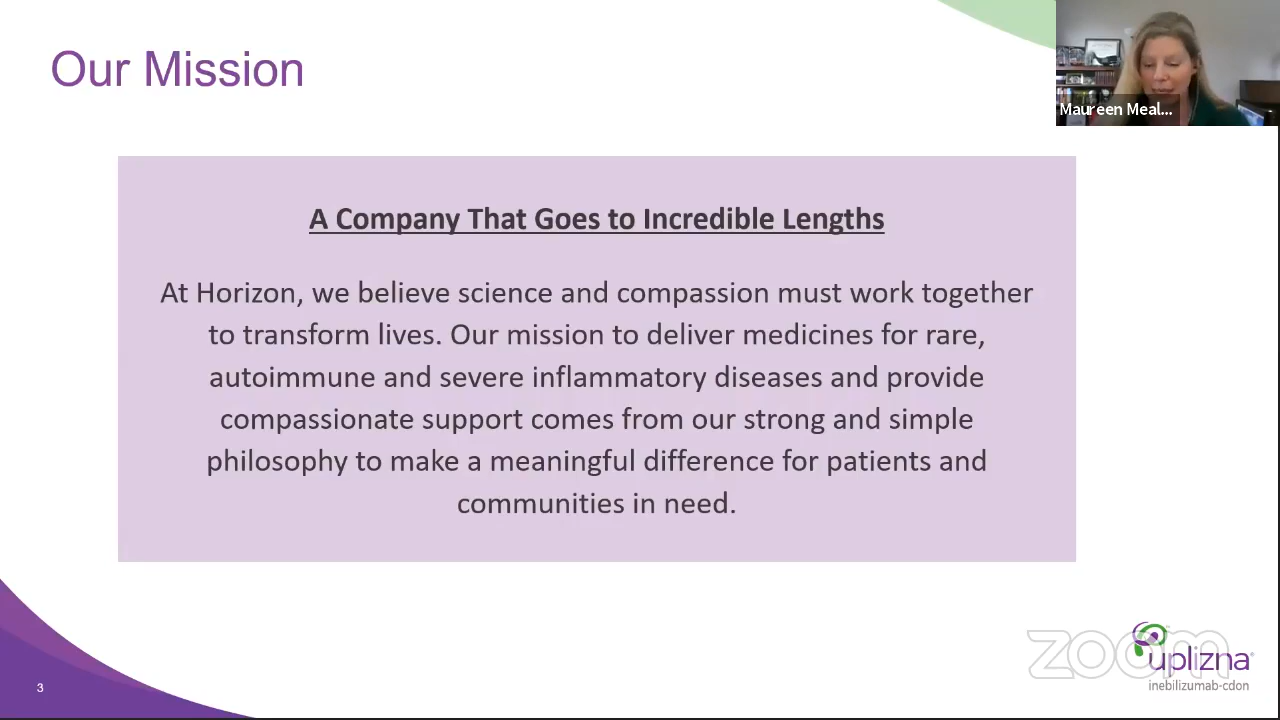 Our Mission
Maureen Meal...
A Company That Goes to Incredible Lengths
At Horizon, we believe science and compassion must work together
to transform lives. Our mission to deliver medicines for rare,
autoimmune and severe inflammatory diseases and provide
compassionate support comes from our strong and simple
philosophy to make a meaningful difference for patients and
communities in need.
zoom
uplizna®
inebilizumab-cdon
3